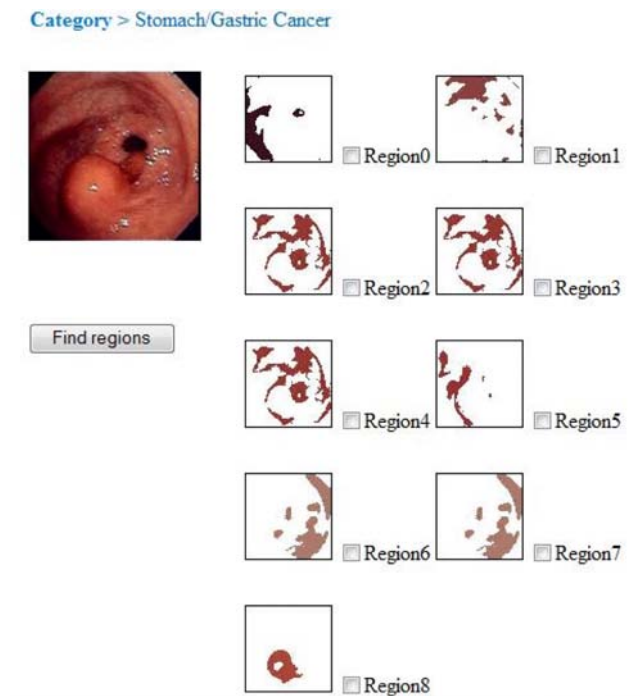 Category > Stomach/Gastric Cancer
Region0
Region1
Region2
Region3
Find regions
Region4
Region5
Region6
Region7
Region8